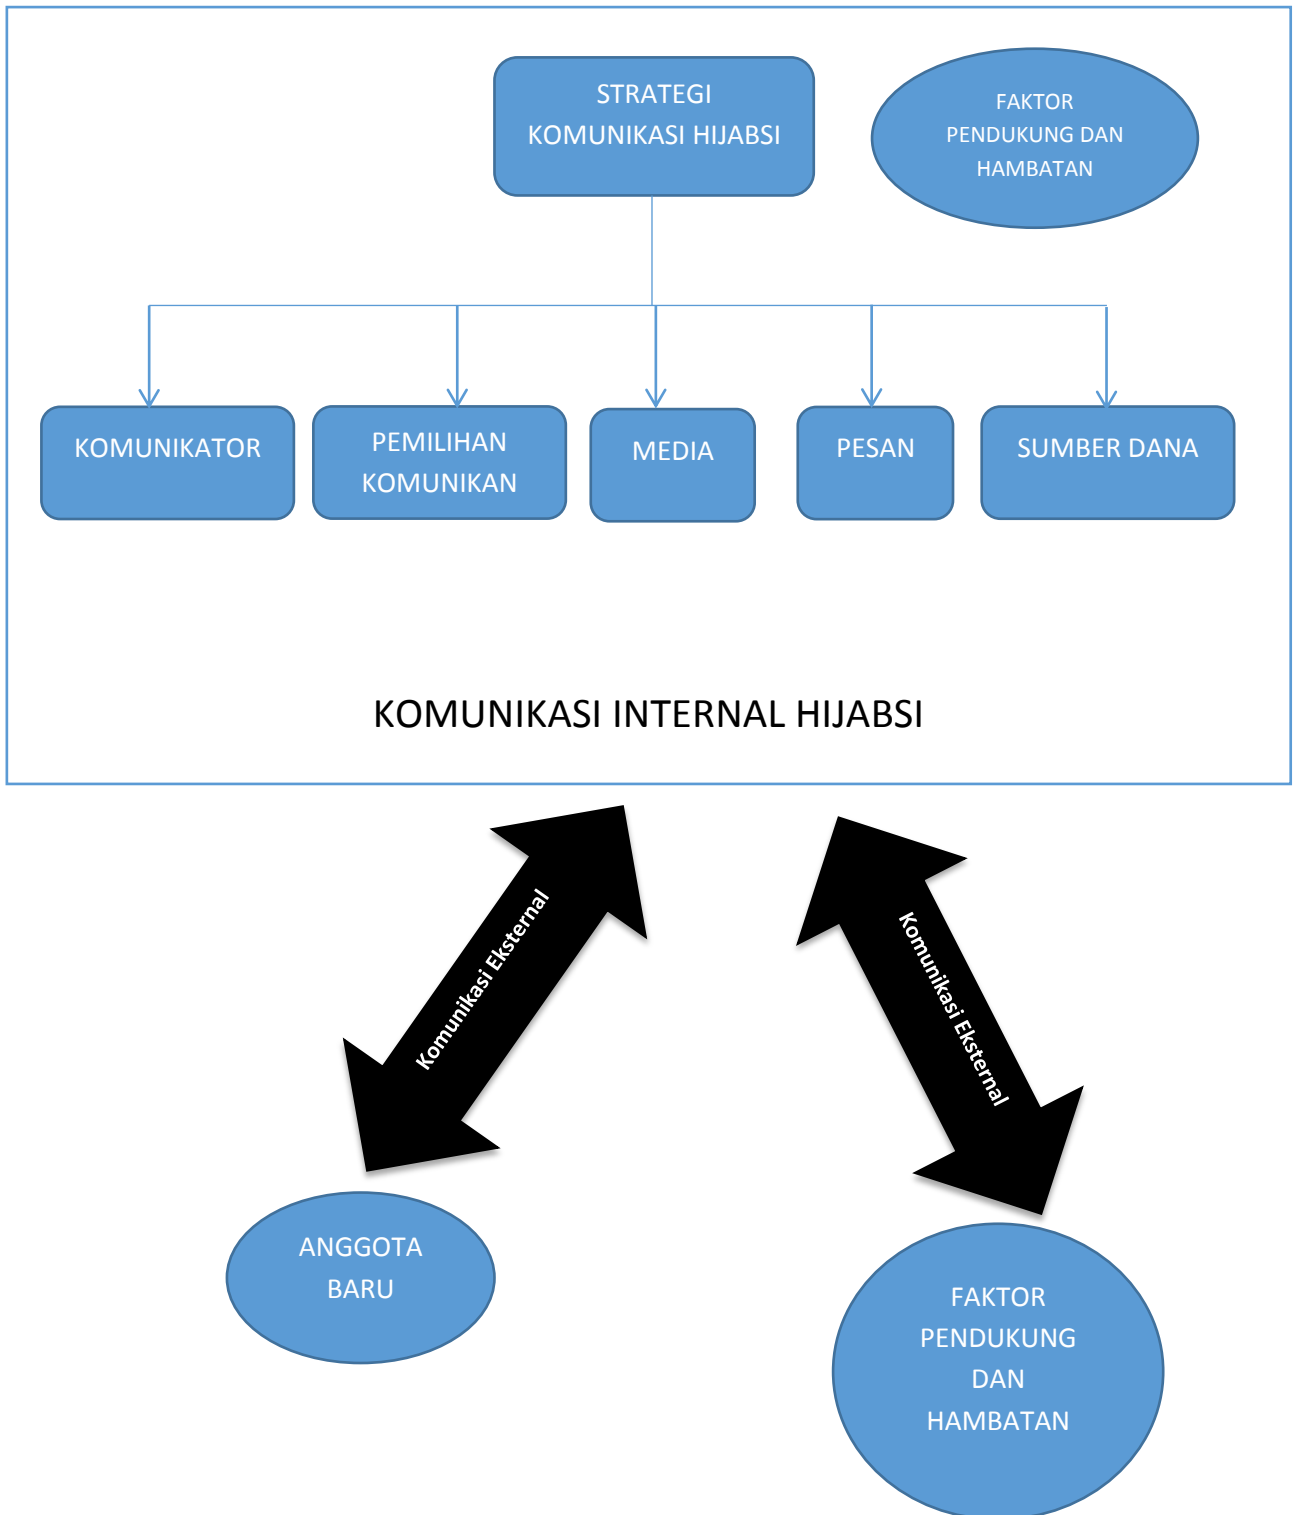 STRATEGI
KOMUNIKASI HIJABSI
FAKTOR
PENDUKUNG DAN
HAMBATAN
KOMUNIKATOR
PEMILIHAN
KOMUNIKAN
MEDIA
PESAN
SUMBER DANA
KOMUNIKASI INTERNAL HIJABSI
Komunikasi Eksternal
Komunikasi Eksternal
ANGGOTA
BARU
FAKTOR
PENDUKUNG
DAN
HAMBATAN